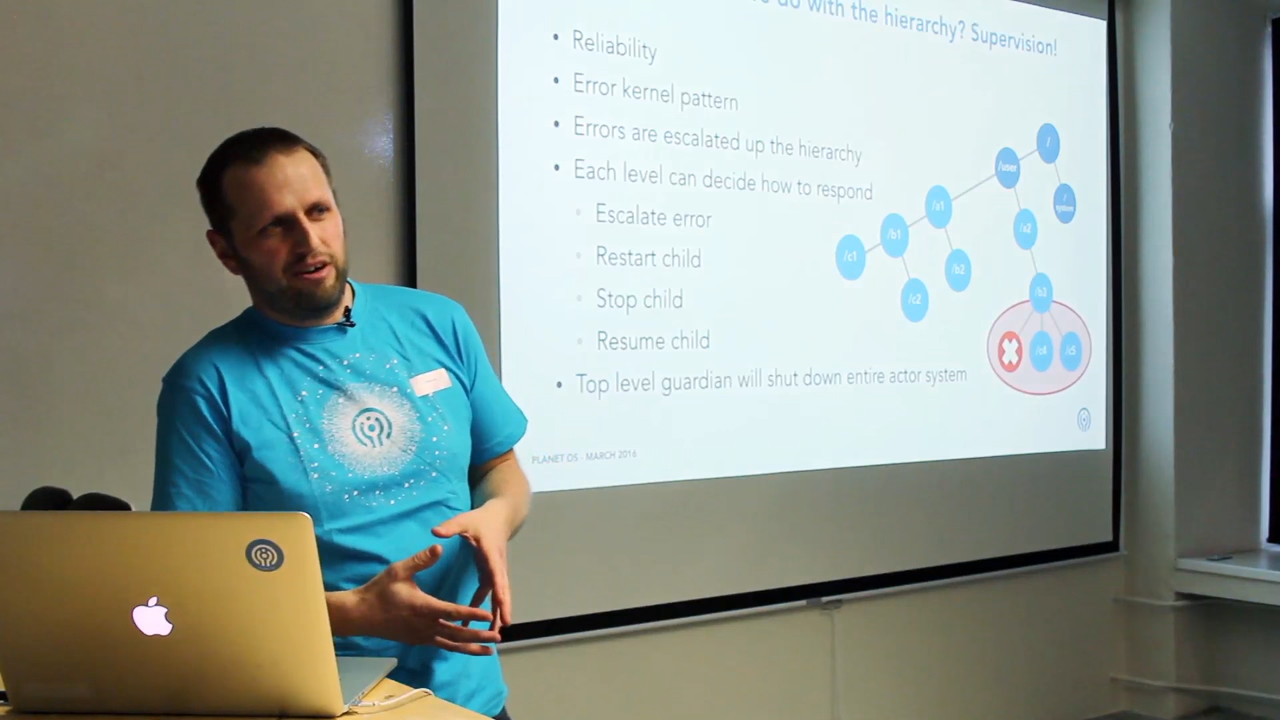 do with the hierarchy? Supervision!
• Reliability
• Error kernel pattern
• Errors are escalated up the hierarchy
• Each level can decide how to respond
• Escalate error
• Restart child
• Stop child
• Resume child
• Top level guardian will shut down entire actor system
/
/user
/system
/a1
/a2
/b1
/b2
/c1
/c2
/b3
/c4
/c5
PLANET OS - MARCH 2016